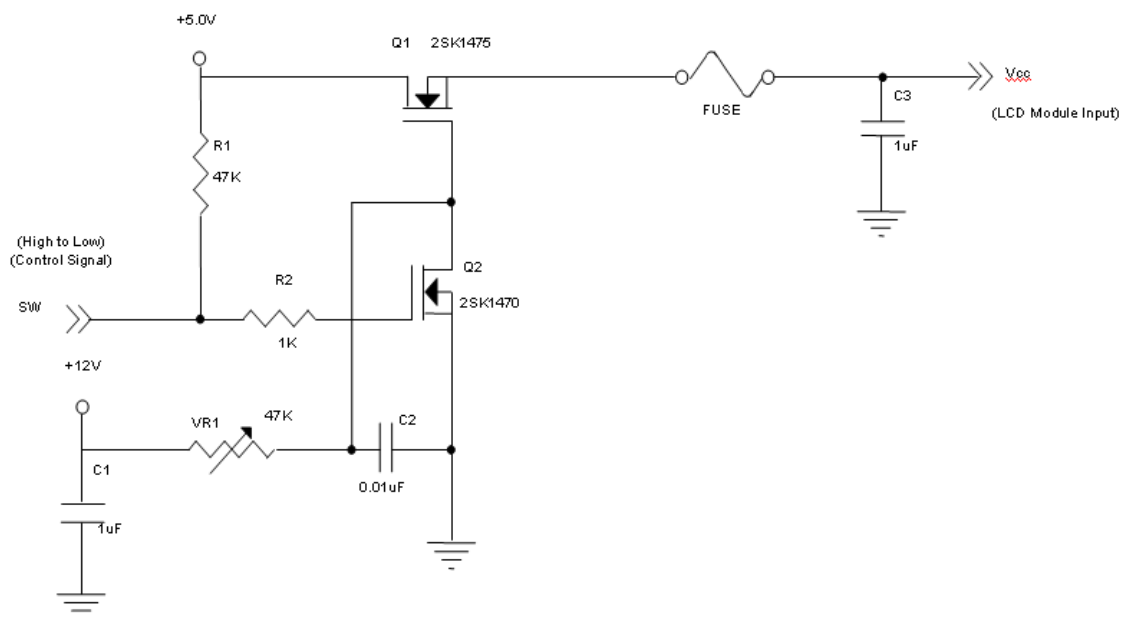 +5.0V
Q1 2SK1475
Vcc
FUSE
C3
(LCD Module Input)
R1
1uF
47K
(High to Low)
(Control Signal)
Q2
R2
SW
2SK1470
1K
+12V
47K
VR1
C2
C1
0.01uF
1uF